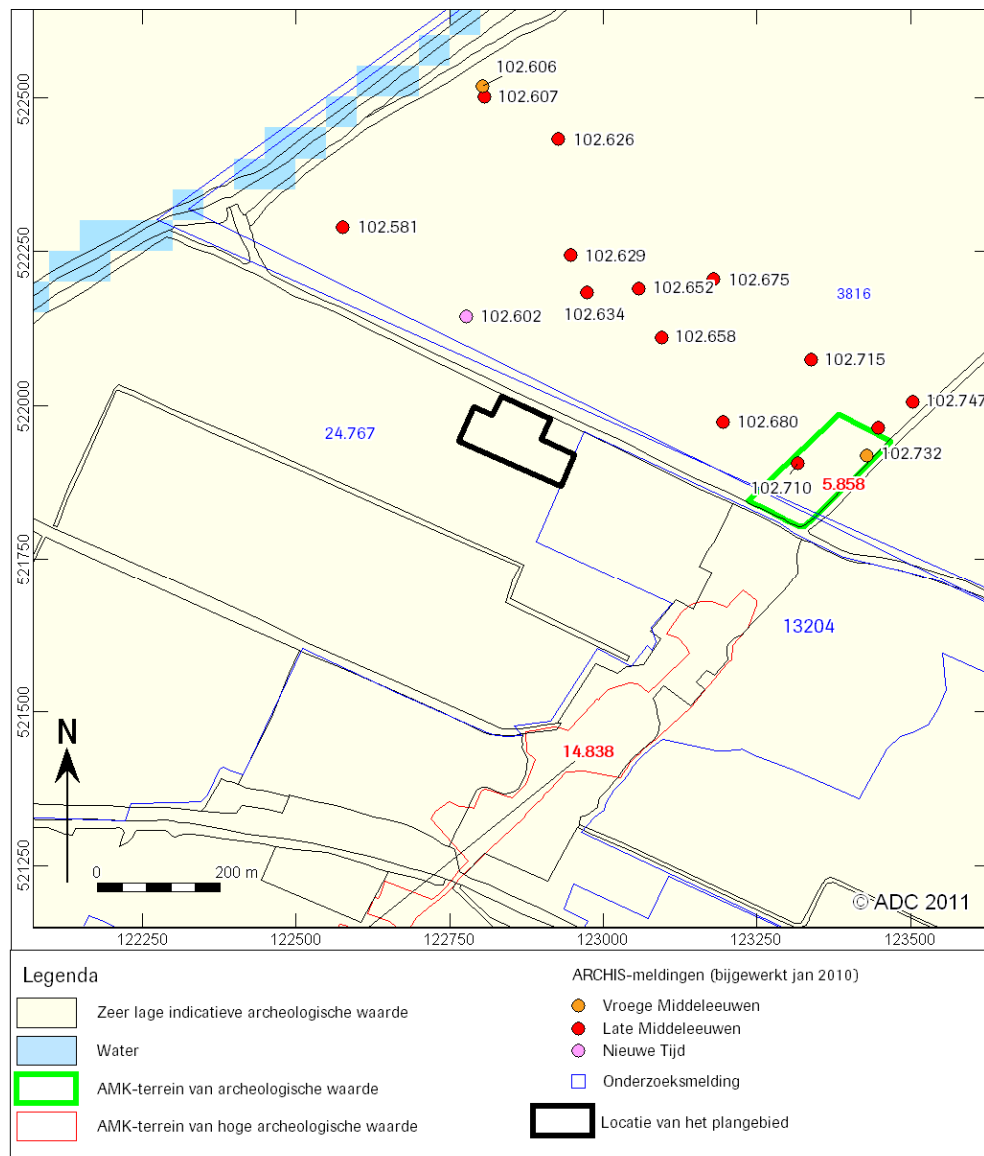 102.606
102.607
522500
102.626
102.581
522250
102.629
102.675
102.652
3816
102.602
102.634
102.658
102.715
522000
102.747
102.680
24.767
102.732
5.858
102.710
521750
13204
521500
N
14.838
521250
0 200 m
© ADC 2011
122250 122500 122750 123000 123250 123500
Legenda
Zeer lage indicatieve archeologische waarde
Water
AMK-terrein van archeologische waarde
AMK-terrein van hoge archeologische waarde
ARCHIS-meldingen (bijgewerkt jan 2010)
Vroege Middeleeuwen
Late Middeleeuwen
Nieuwe Tijd
Onderzoeksmelding
Locatie van het plangebied